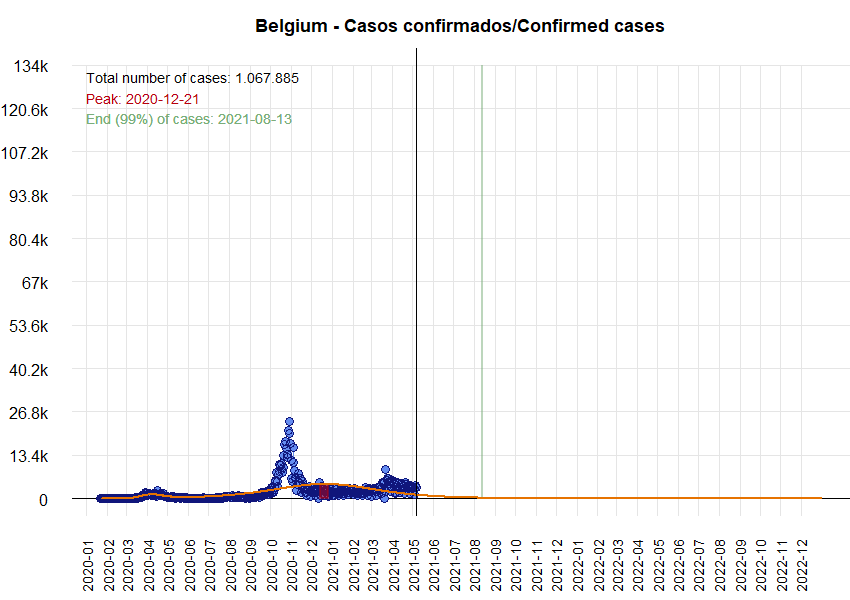 Belgium - Casos confirmados/Confirmed cases
Total number of cases: 1.067.885
Peak: 2020-12-21
End (99%) of cases: 2021-08-13
134k
120.6k
107.2k
93.8k
80.4k
67k
53.6k
40.2k
26.8k
13.4k
0
2020-01
2020-02
2020-03
2020-04
2020-05
2020-06
2020-07
2020-08
2020-09
2020-10
2020-11
2020-12
2021-01
2021-02
2021-03
2021-04
2021-05
2021-06
2021-07
2021-08
2021-09
2021-10
2021-11
2021-12
2022-01
2022-02
2022-03
2022-04
2022-05
2022-06
2022-07
2022-08
2022-09
2022-10
2022-11
2022-12